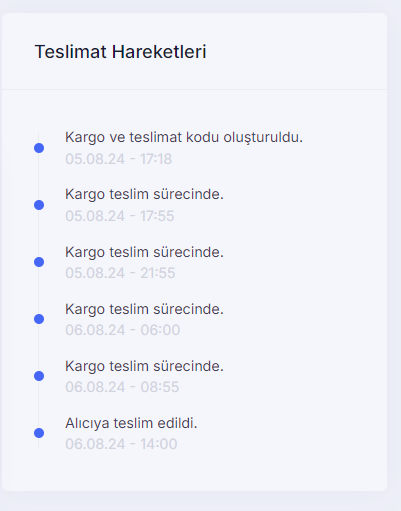 Teslimat Hareketleri
Kargo ve teslimat kodu oluşturuldu.
05.08.24 - 17:18
Kargo teslim sürecinde.
05.08.24 - 17:55
Kargo teslim sürecinde.
05.08.24 - 21:55
Kargo teslim sürecinde.
06.08.24 - 06:00
Kargo teslim sürecinde.
06.08.24 - 08:55
Alıcıya teslim edildi.
06.08.24 - 14:00